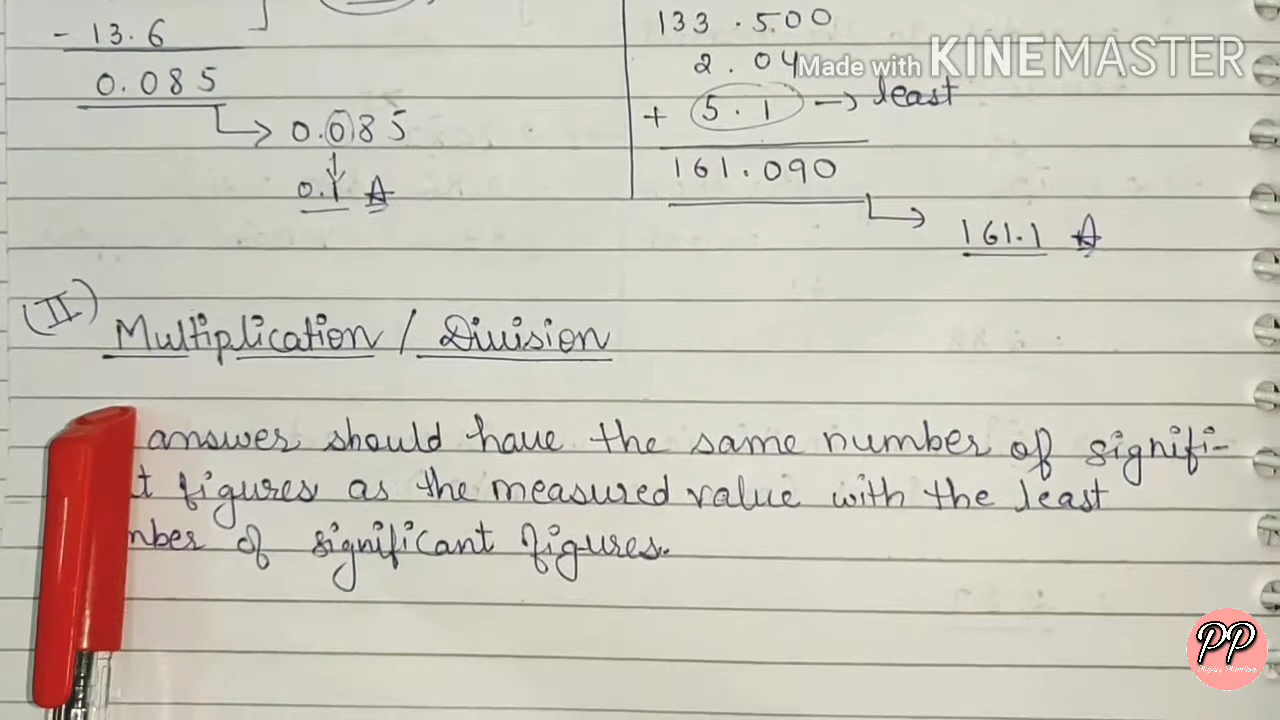 - 13.6
0.085
0.085
0.1
133.500
2.04
+ 5.1 → least
161.090
161.1
Made with KINEMASTER
(II)
Multiplication / Division
answer should have the same number of signifi-
t figures as the measured value with the least
nber of significant figures.
PP